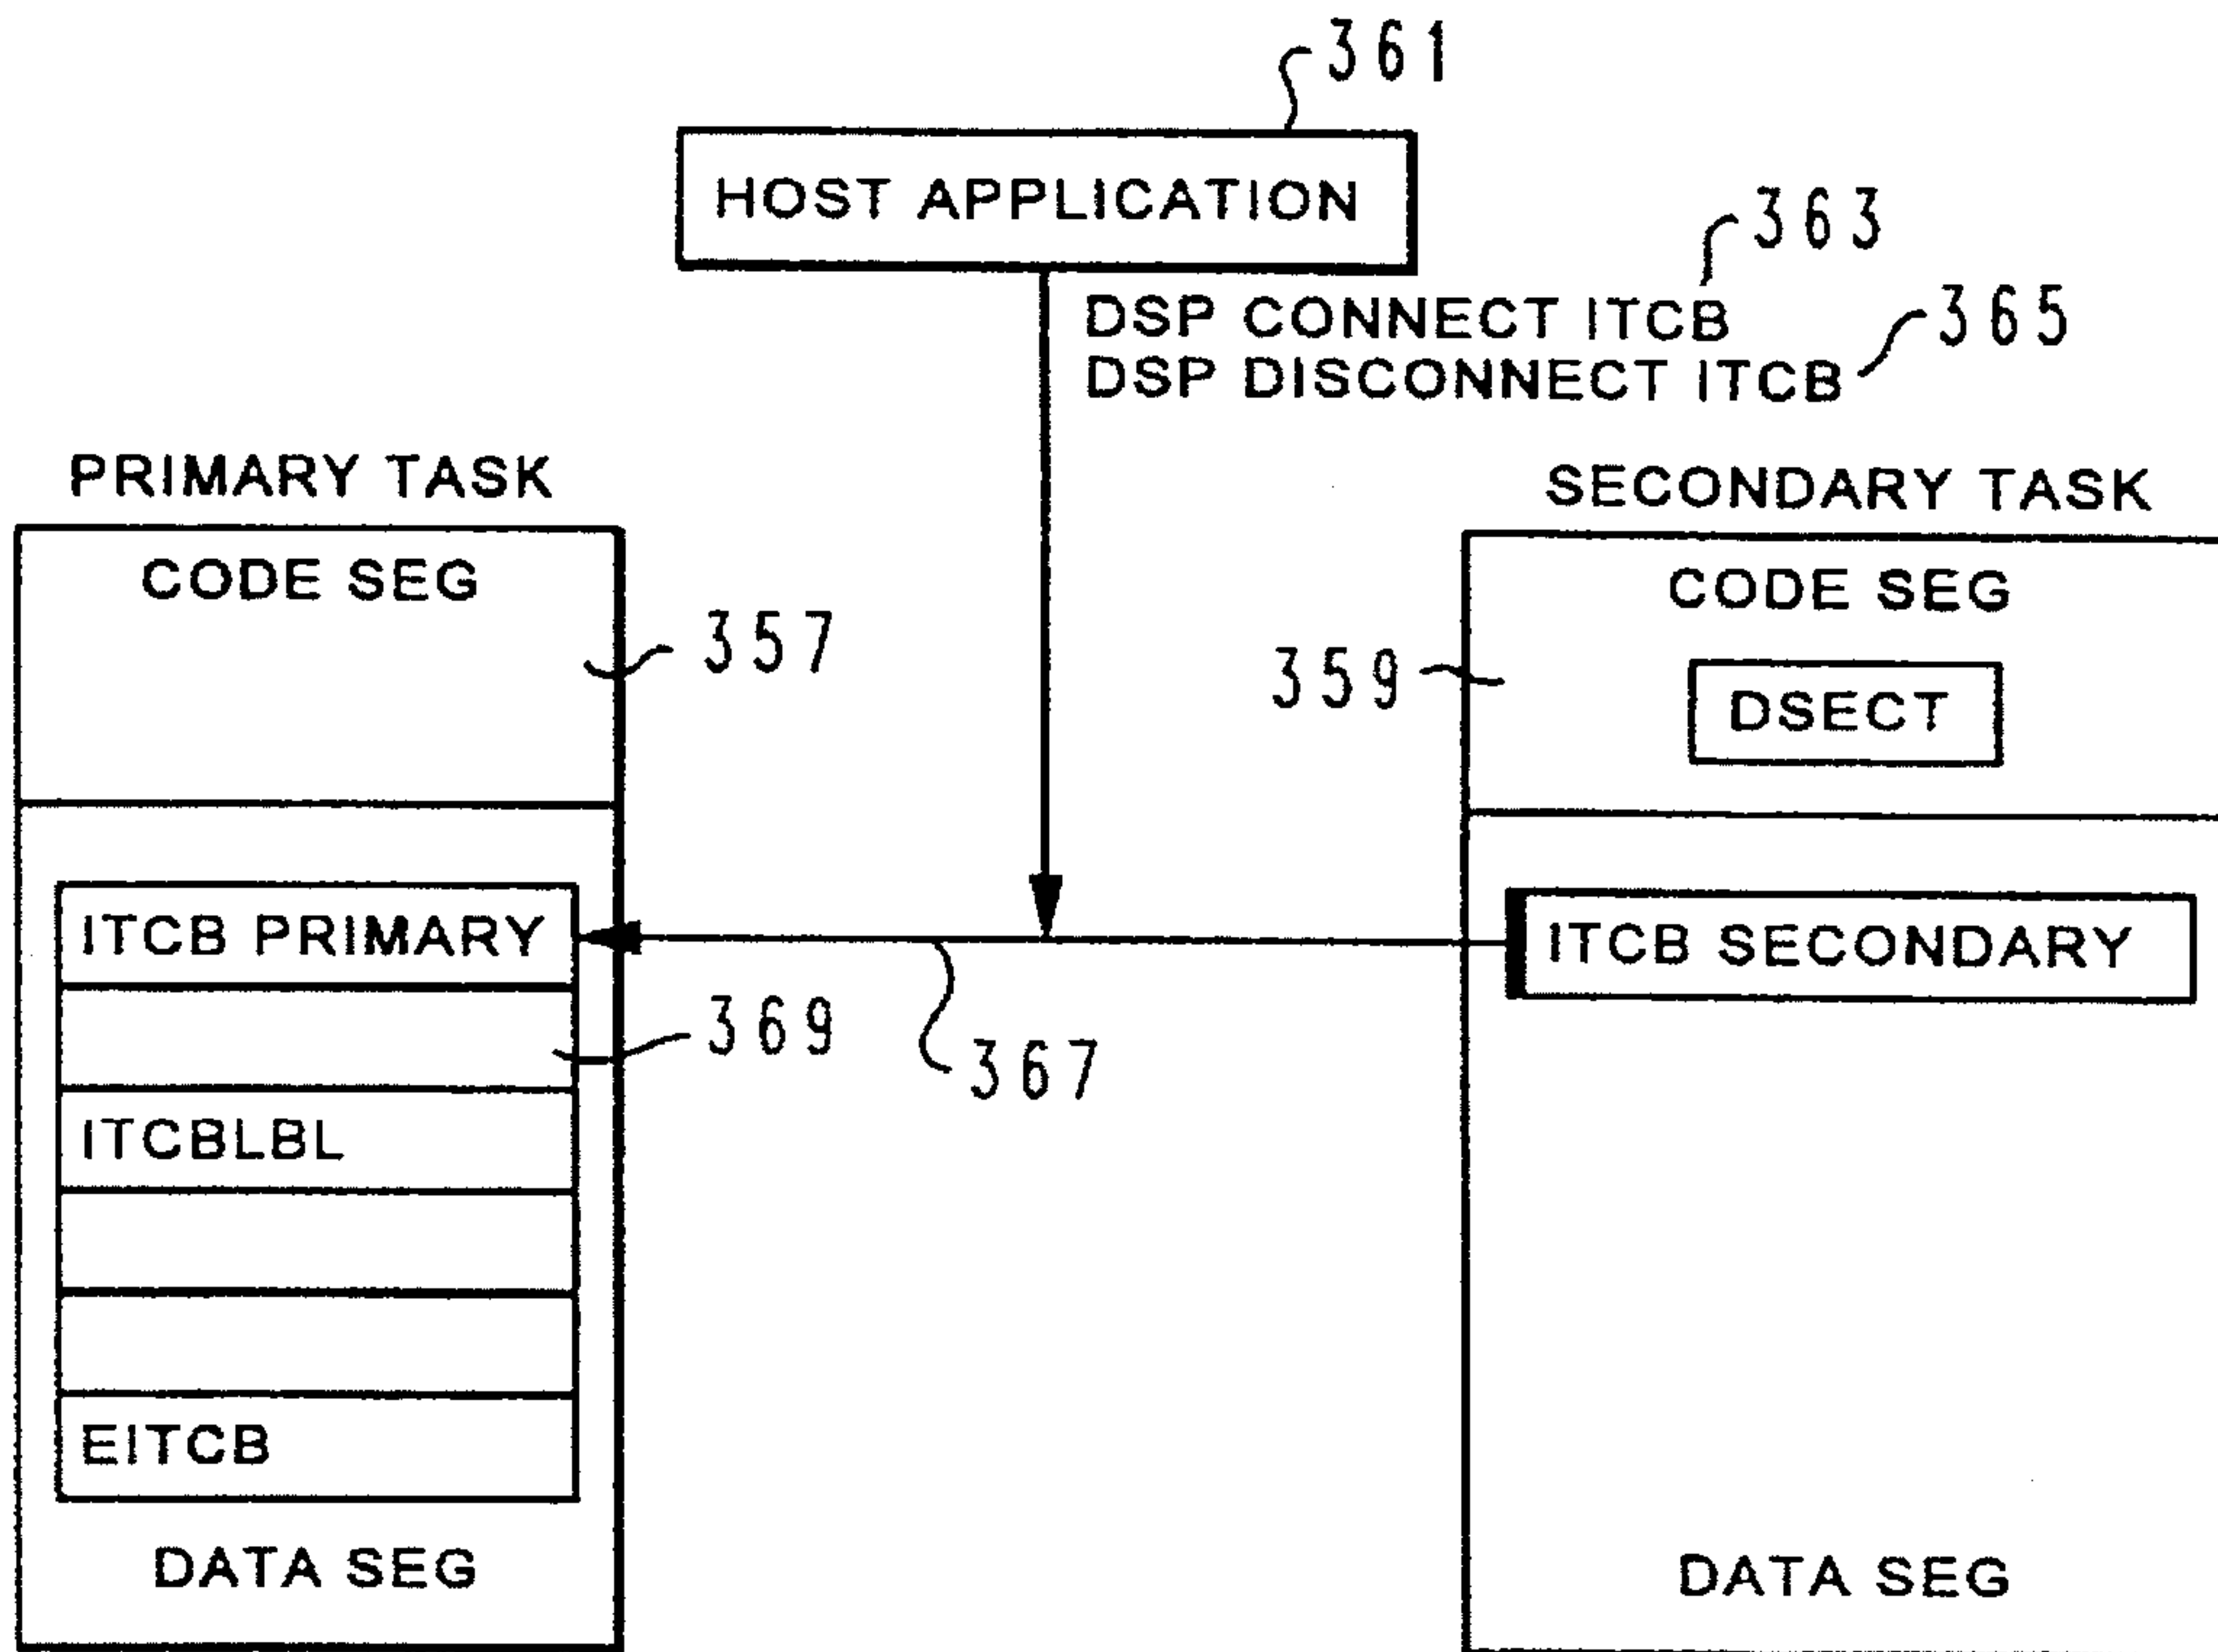 361
HOST APPLICATION
363
DSP CONNECT ITCB
365
DSP DISCONNECT ITCB
PRIMARY TASK
SECONDARY TASK
CODE SEG
CODE SEG
357
359
DSECT
ITCB PRIMARY
ITCB SECONDARY
369
367
ITCBLBL
EITCB
DATA SEG
DATA SEG